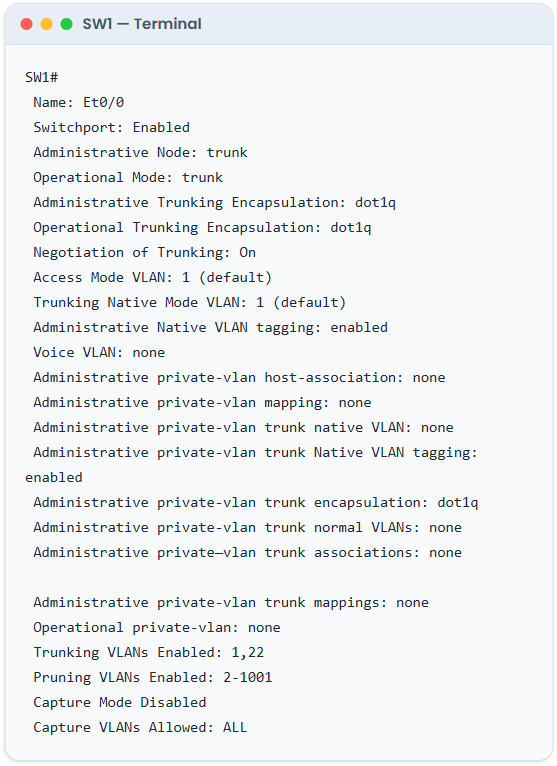 SW1 — Terminal
SW1#
Name: Et0/0
Switchport: Enabled
Administrative Node: trunk
Operational Mode: trunk
Administrative Trunking Encapsulation: dot1q
Operational Trunking Encapsulation: dot1q
Negotiation of Trunking: On
Access Mode VLAN: 1 (default)
Trunking Native Mode VLAN: 1 (default)
Administrative Native VLAN tagging: enabled
Voice VLAN: none
Administrative private-vlan host-association: none
Administrative private-vlan mapping: none
Administrative private-vlan trunk native VLAN: none
Administrative private-vlan trunk Native VLAN tagging:
enabled
Administrative private-vlan trunk encapsulation: dot1q
Administrative private-vlan trunk normal VLANs: none
Administrative private—vlan trunk associations: none
Administrative private-vlan trunk mappings: none
Operational private-vlan: none
Trunking VLANs Enabled: 1,22
Pruning VLANs Enabled: 2-1001
Capture Mode Disabled
Capture VLANs Allowed: ALL